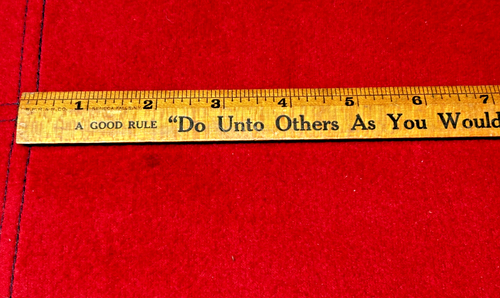 1 2 3 4 5 6 7
A GOOD RULE "Do Unto Others As You Would